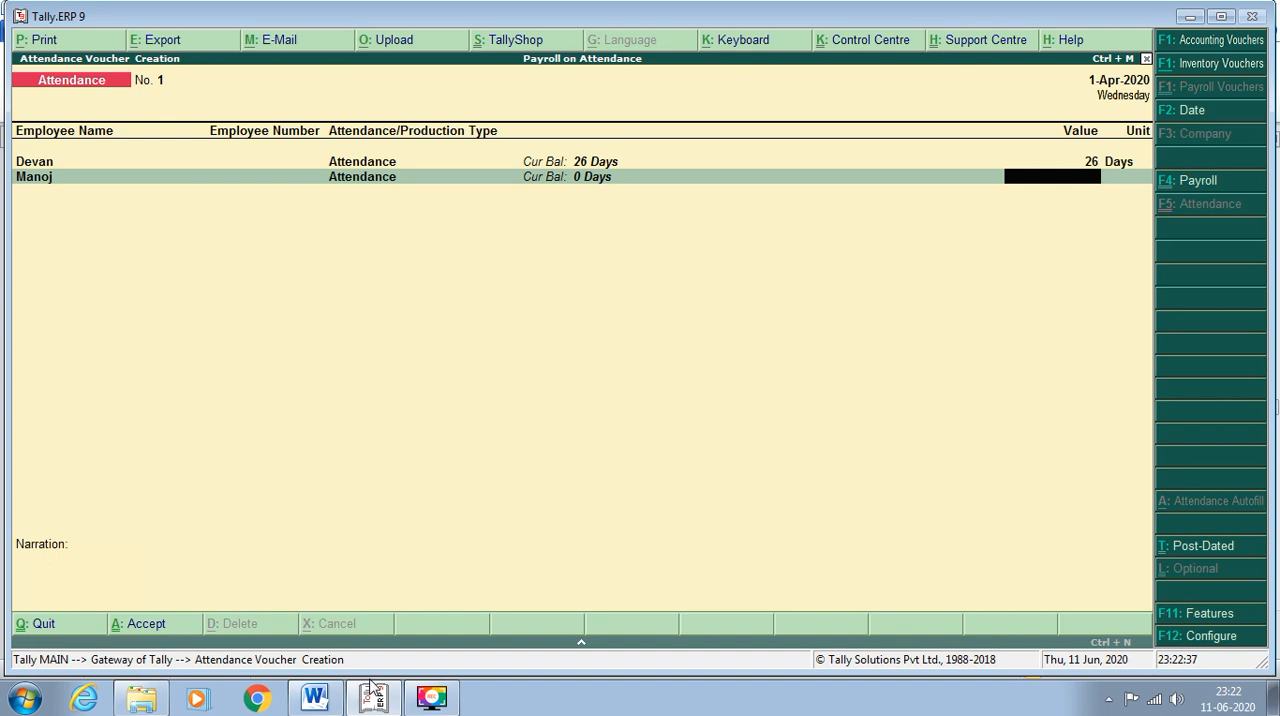 Tally.ERP 9
P: Print E: Export M: E-Mail O: Upload S: TallyShop G: Language K: Keyboard K: Control Centre H: Support Centre H: Help
Attendance Voucher Creation Payroll on Attendance Ctrl + M
Attendance No. 1 1-Apr-2020
Wednesday
Employee Name Employee Number Attendance/Production Type Value Unit
Devan Attendance Cur Bal: 26 Days 26 Days
Manoj Attendance Cur Bal: 0 Days
Narration:
Q: Quit A: Accept D: Delete X: Cancel
Ctrl + N
Tally MAIN --> Gateway of Tally --> Attendance Voucher Creation © Tally Solutions Pvt Ltd., 1988-2018 Thu, 11 Jun, 2020 23:22:37
F1: Accounting Vouchers
F1: Inventory Vouchers
F1: Payroll Vouchers
F2: Date
F3: Company
F4: Payroll
F5: Attendance
A: Attendance Autofill
T: Post-Dated
L: Optional
F11: Features
F12: Configure
23:22
11-06-2020